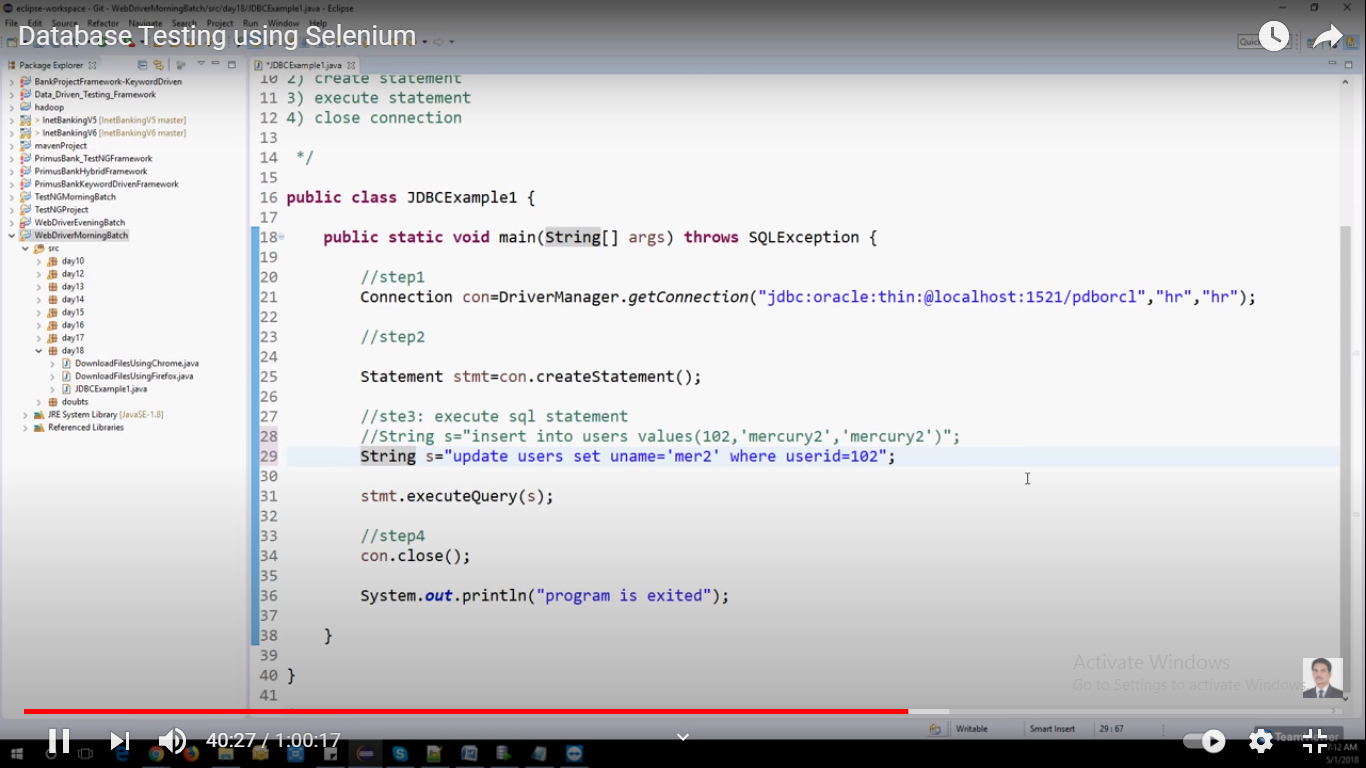 eclipse-workspace - Git - WebDriverMorningBatch/src/day18/JDBCExample1.java - Eclipse
File Edit Source Refactor Navigate Search Project Run Window Help
Database Testing using Selenium
Package Explorer
*JDBCExample1.java
BankProjectFramework-KeywordDriven
Data_Driven_Testing_Framework
hadoop
> InetBankingV5 [InetBankingV5 master]
> InetBankingV6 [InetBankingV6 master]
mavenProject
PrimusBank_TestNGFramework
PrimusBankHybridFramework
PrimusBankKeywordDrivenFramework
TestNGMorningBatch
TestNGProject
WebDriverEveningBatch
WebDriverMorningBatch
src
day10
day12
day13
day14
day15
day16
day17
day18
DownloadFilesUsingChrome.java
DownloadFilesUsingFirefox.java
JDBCExample1.java
doubts
JRE System Library [JavaSE-1.8]
Referenced Libraries
10 2) create statement
11 3) execute statement
12 4) close connection
13
14 */
15
16 public class JDBCExample1 {
17
18 public static void main(String[] args) throws SQLException {
19
20 //step1
21 Connection con=DriverManager.getConnection("jdbc:oracle:thin:@localhost:1521/pdborcl","hr","hr");
22
23 //step2
24
25 Statement stmt=con.createStatement();
26
27 //ste3: execute sql statement
28 //String s="insert into users values(102,'mercury2','mercury2')";
29 String s="update users set uname='mer2' where userid=102";
30
31 stmt.executeQuery(s);
32
33 //step4
34 con.close();
35
36 System.out.println("program is exited");
37
38 }
39
40 }
41
Activate Windows
Go to Settings to activate Windows
Writable Smart Insert 29 : 67
40:27 / 1:00:17
TeamViewer
7:12 AM
5/1/2018